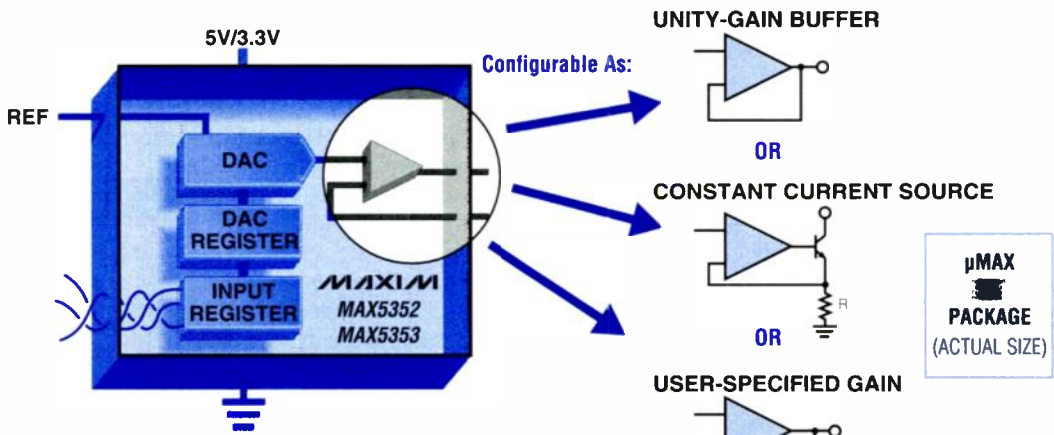 5V/3.3V
REF
DAC
DAC
REGISTER
INPUT
REGISTER
MAXIM
MAX5352
MAX5353
Configurable As:
UNITY-GAIN BUFFER
OR
CONSTANT CURRENT SOURCE
R
OR
USER-SPECIFIED GAIN
µMAX
PACKAGE
(ACTUAL SIZE)